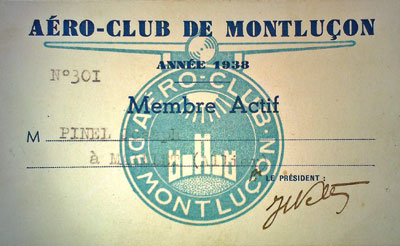 AÉRO-CLUB DE MONTLUÇON
ANNÉE 1938
N°301
Membre Actif
M PINEL
à
LE PRÉSIDENT :
AÉRO-CLUB DE MONTLUÇON